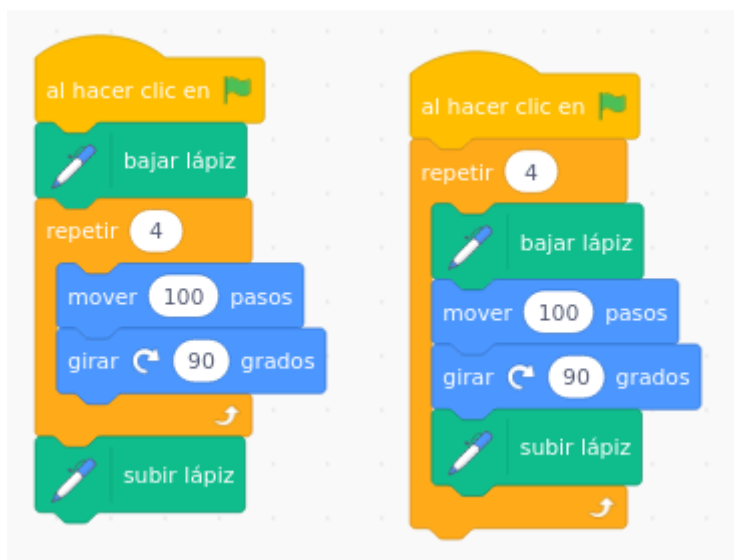 al hacer clic en
bajar lápiz
repetir 4
mover 100 pasos
girar 90 grados
subir lápiz
al hacer clic en
repetir 4
bajar lápiz
mover 100 pasos
girar 90 grados
subir lápiz